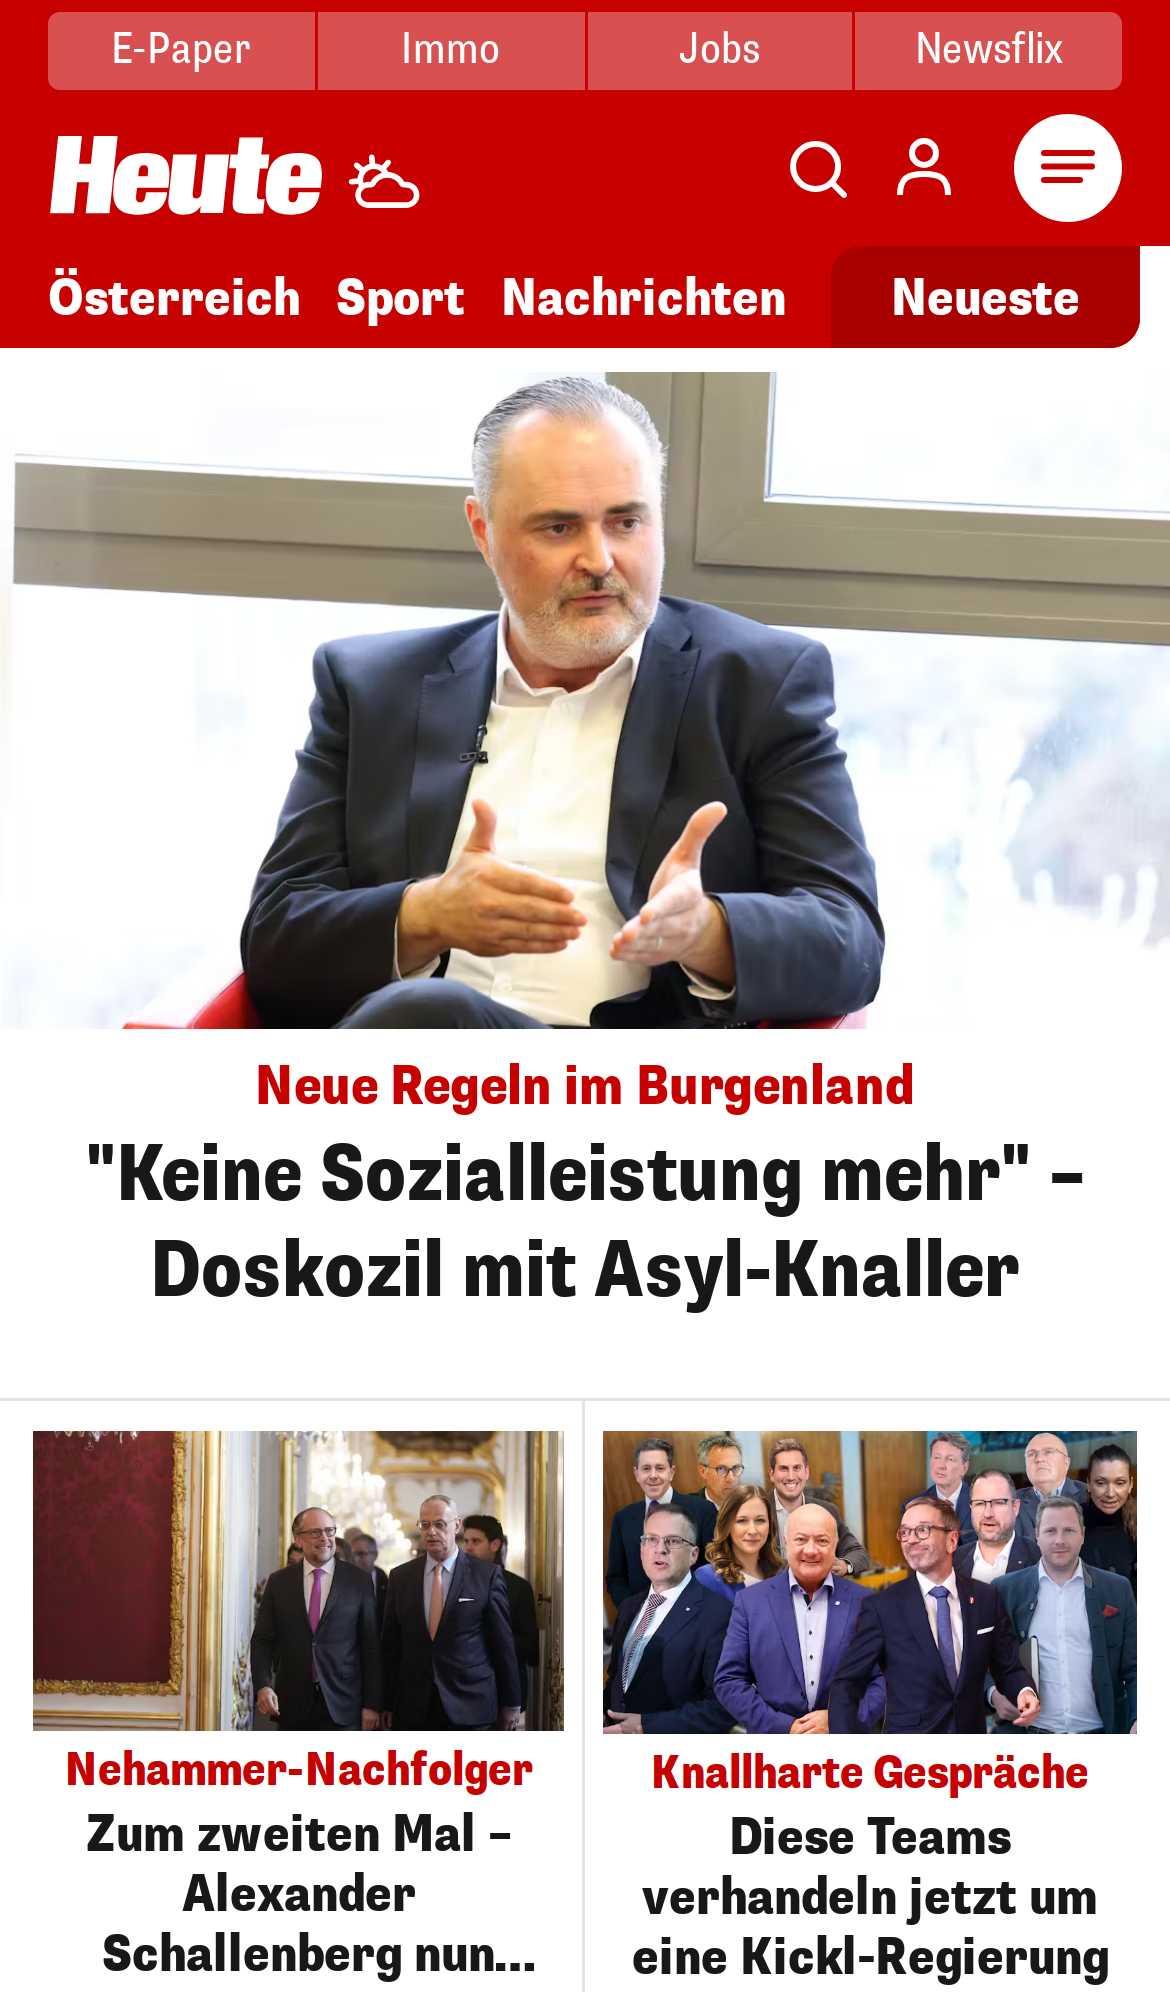 E-Paper Immo Jobs Newsflix
Heute
Österreich Sport Nachrichten Neueste
Neue Regeln im Burgenland
"Keine Sozialleistung mehr" –
Doskozil mit Asyl-Knaller
Nehammer-Nachfolger
Zum zweiten Mal –
Alexander
Schallenberg nun...
Knallharte Gespräche
Diese Teams
verhandeln jetzt um
eine Kickl-Regierung